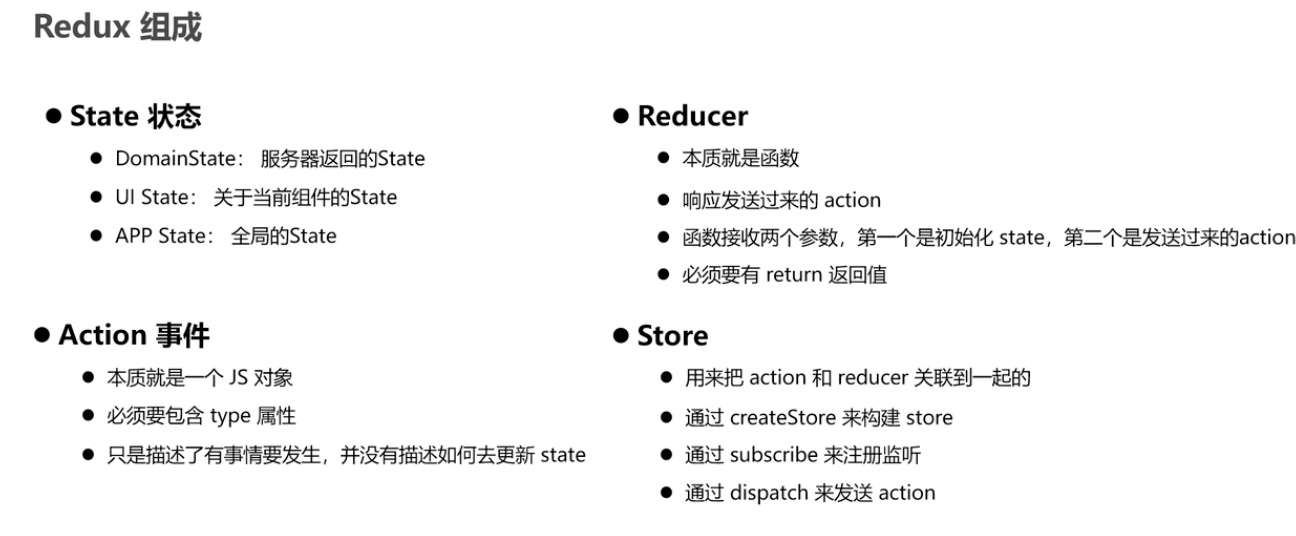 Redux 组成
● State 状态
● DomainState： 服务器返回的State
● UI State： 关于当前组件的State
● APP State： 全局的State
● Action 事件
● 本质就是一个 JS 对象
● 必须要包含 type 属性
● 只是描述了有事情要发生，并没有描述如何去更新 state
● Reducer
● 本质就是函数
● 响应发送过来的 action
● 函数接收两个参数，第一个是初始化 state，第二个是发送过来的action
● 必须要有 return 返回值
● Store
● 用来把 action 和 reducer 关联到一起的
● 通过 createStore 来构建 store
● 通过 subscribe 来注册监听
● 通过 dispatch 来发送 action